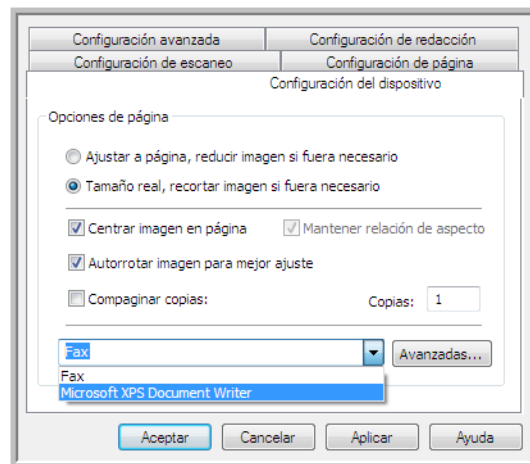 Configuración avanzada
Configuración de redacción
Configuración de escaneo
Configuración de página
Configuración del dispositivo
Opciones de página
Ajustar a página, reducir imagen si fuera necesario
Tamaño real, recortar imagen si fuera necesario
Centrar imagen en página
Mantener relación de aspecto
Autorrotar imagen para mejor ajuste
Compaginar copias:
Copias: 1
Fax
Avanzadas...
Fax
Microsoft XPS Document Writer
Aceptar
Cancelar
Aplicar
Ayuda